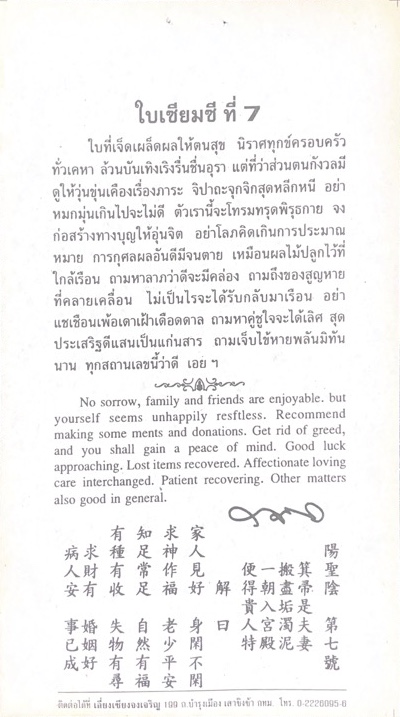 ใบเซียมซี ที่ 7
ใบที่เจ็ดเผล็ดผลให้ตนสุข นิราศทุกข์ครอบครัว
ทั่วเคหา ล้วนบันเทิงเริงรื่นชื่นอุรา แต่ที่ว่าส่วนตนกังวลมี
ดูให้วุ่นขุ่นเคืองเรื่องภาระ จิปาถะจุกจิกสุดหลีกหนี อย่า
หมกมุ่นเกินไปจะไม่ดี ตัวเรานี้จะโทรมทรุดพิรุธกาย จง
ก่อสร้างทางบุญให้อุ่นจิต อย่าโลภคิดเกินการประมาณ
หมาย การกุศลผลอันดีมีจนตาย เหมือนผลไม้ปลูกไว้ที่
ใกล้เรือน ถามหาลาภว่าดีจะมีคล่อง ถามถึงของสูญหาย
ที่คลายเคลื่อน ไม่เป็นไรจะได้รับกลับมาเรือน อย่า
แชเชือนเพ้อเตาเฝ้าเดือดดาล ถามหาคู่ชูใจจะได้เลิศ สุด
ประเสริฐดีแสนเป็นแก่นสาร ถามเจ็บไข้หายพลันมิทัน
นาน ทุกสถานเลขนี้ว่าดี เอย ฯ
No sorrow, family and friends are enjoyable. but
yourself seems unhappily resftless. Recommend
making some ments and donations. Get rid of greed,
and you shall gain a peace of mind. Good luck
approaching. Lost items recovered. Affectionate loving
care interchanged. Patient recovering. Other matters
also good in general.
陽聖陰 第七號
箕帚是夫妻
搬盡垢濁泥
一朝入宮殿
便得貴人特
解曰
家人見好 身閑不閑
求神作福 老少平安
知足常足 自然有福
有種有收 失物有尋
求財有 婚姻好
病人安 事已成
ติดต่อได้ที่ เลี่ยงเซียงจงเจริญ 199 ถ.บำรุงเมือง เสาชิงช้า กทม. โทร. 0-2226095-6